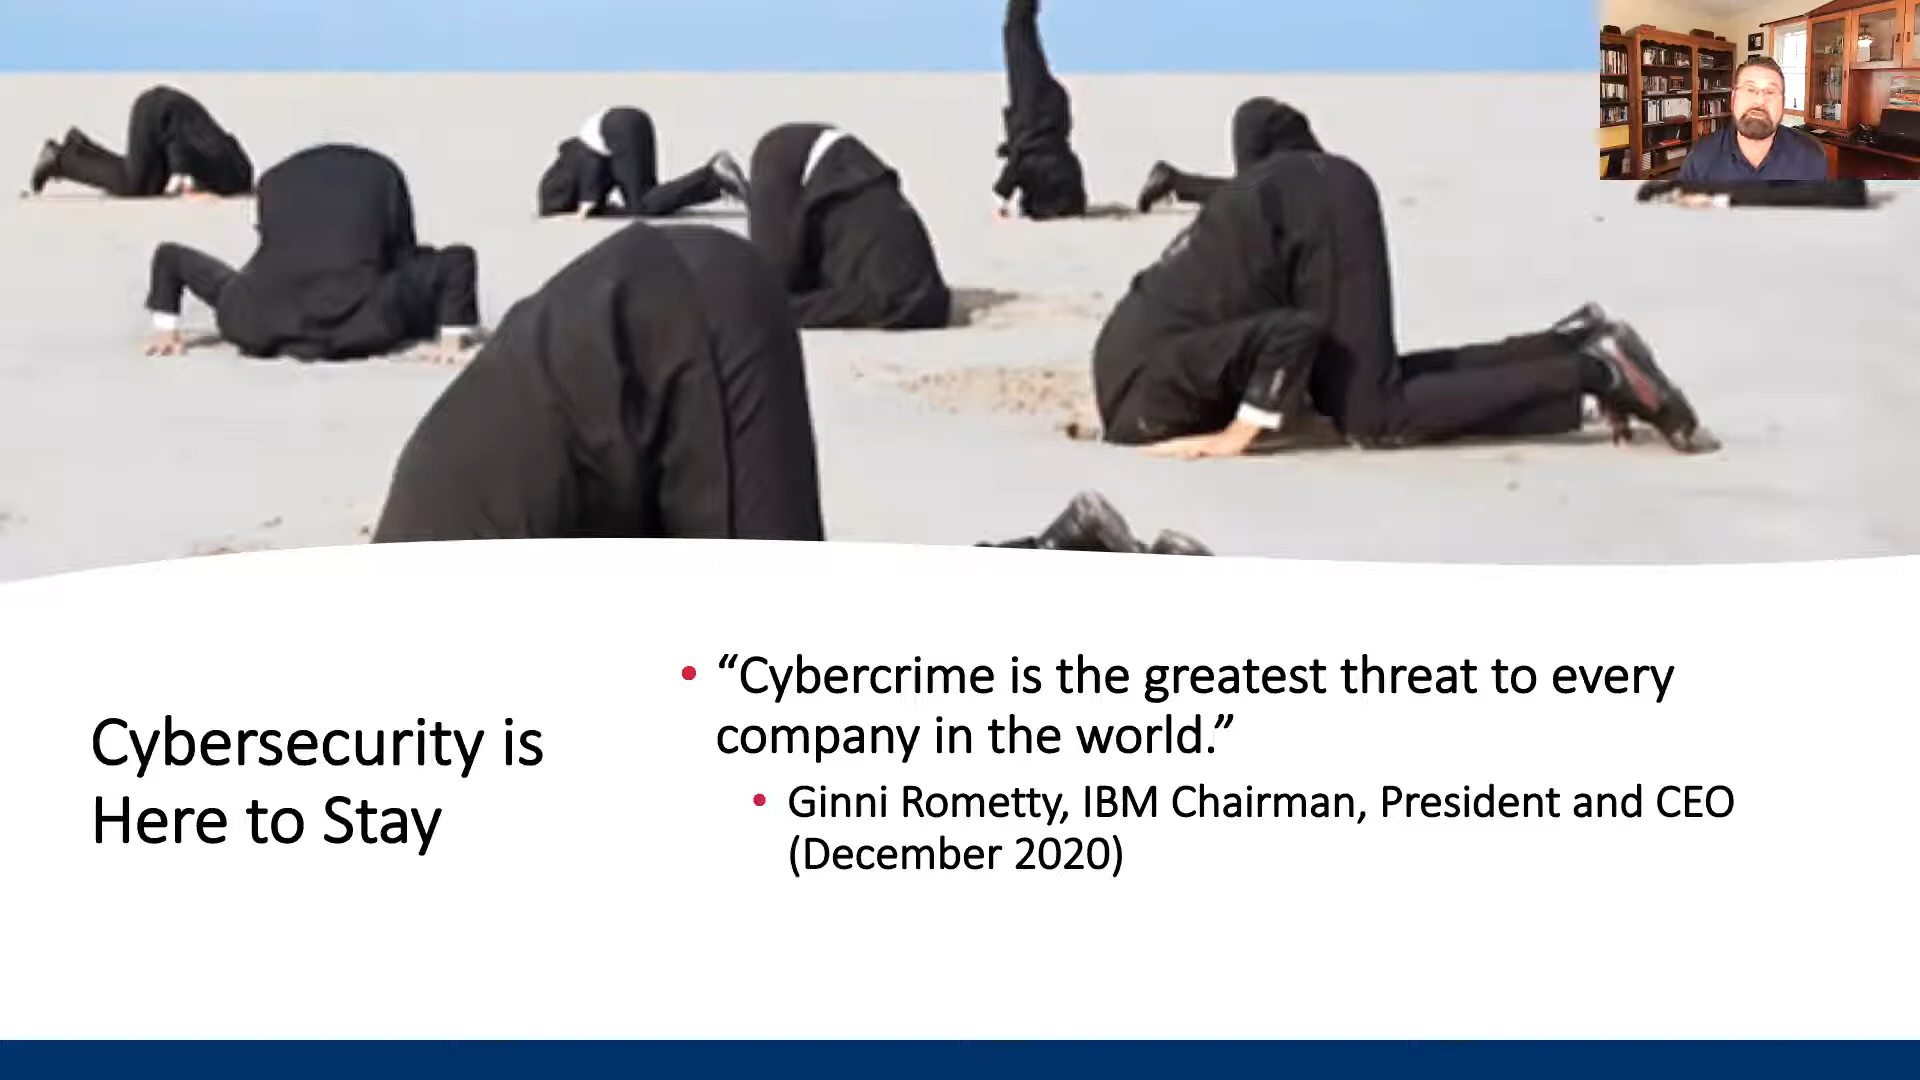 Cybersecurity is
Here to Stay
• “Cybercrime is the greatest threat to every
company in the world.”
• Ginni Rometty, IBM Chairman, President and CEO
(December 2020)